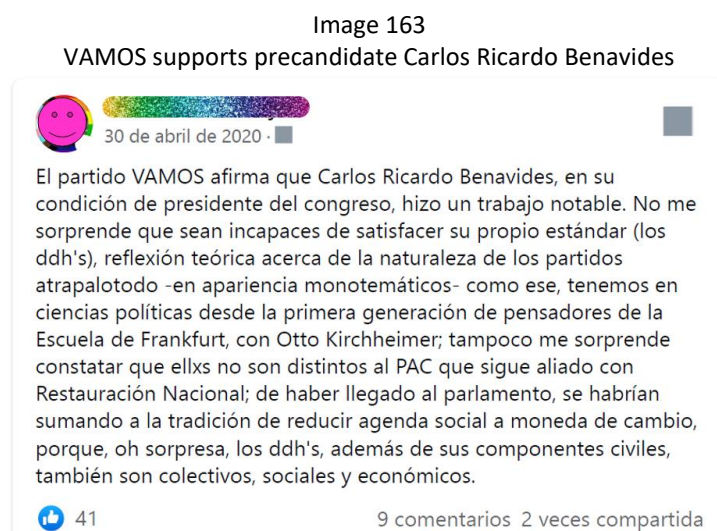 Image 163
VAMOS supports precandidate Carlos Ricardo Benavides
30 de abril de 2020 ·
El partido VAMOS afirma que Carlos Ricardo Benavides, en su
condición de presidente del congreso, hizo un trabajo notable. No me
sorprende que sean incapaces de satisfacer su propio estándar (los
ddh's), reflexión teórica acerca de la naturaleza de los partidos
atrapalotodo -en apariencia monotemáticos- como ese, tenemos en
ciencias políticas desde la primera generación de pensadores de la
Escuela de Frankfurt, con Otto Kirchheimer; tampoco me sorprende
constatar que ellxs no son distintos al PAC que sigue aliado con
Restauración Nacional; de haber llegado al parlamento, se habrían
sumando a la tradición de reducir agenda social a moneda de cambio,
porque, oh sorpresa, los ddh's, además de sus componentes civiles,
también son colectivos, sociales y económicos.
41
9 comentarios 2 veces compartida